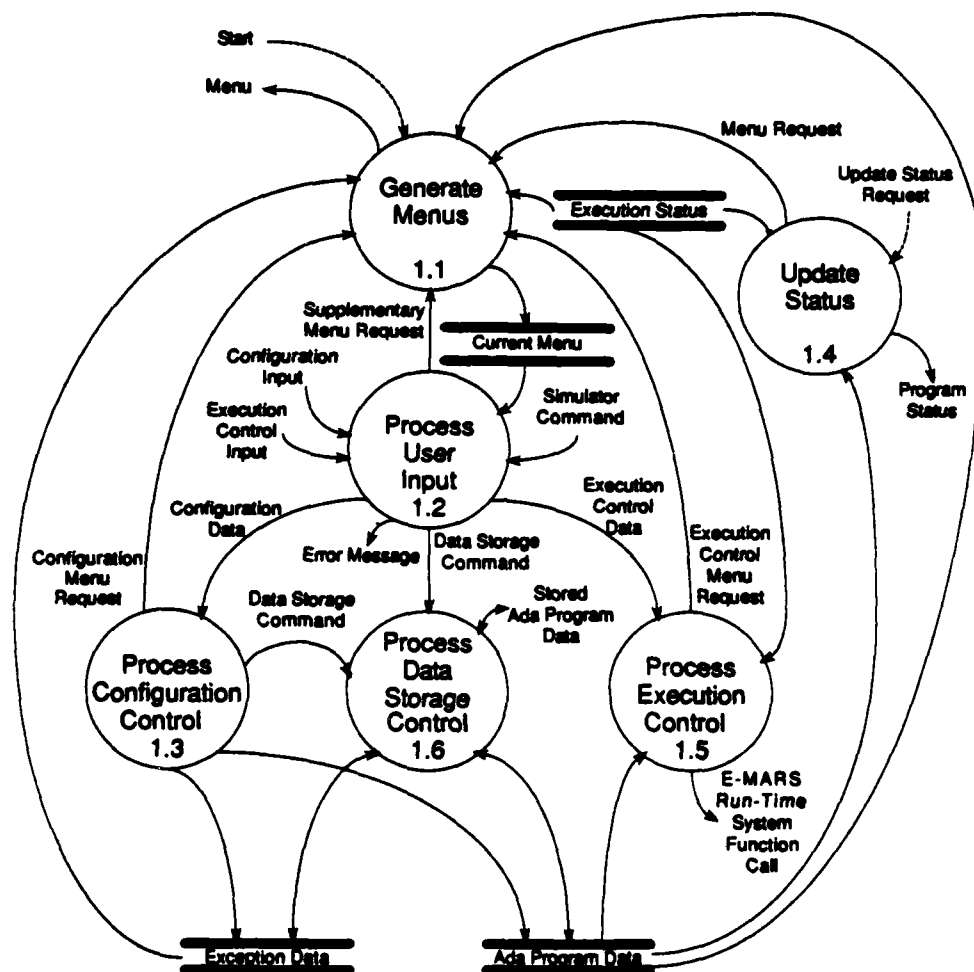 Start
Menu
Menu Request
Update Status
Request
Generate
Menus
1.1
Execution Status
Update
Status
1.4
Supplementary
Menu Request
Current Menu
Configuration
Input
Simulator
Command
Program
Status
Execution
Control
Input
Process
User
Input
1.2
Configuration
Data
Execution
Control
Data
Error Message
Data Storage
Command
Configuration
Menu
Request
Execution
Control
Menu
Request
Data Storage
Command
Stored
Ada Program
Data
Process
Configuration
Control
1.3
Process
Data
Storage
Control
1.6
Process
Execution
Control
1.5
E-MARS
Run-Time
System
Function
Call
Exception Data
Ada Program Data